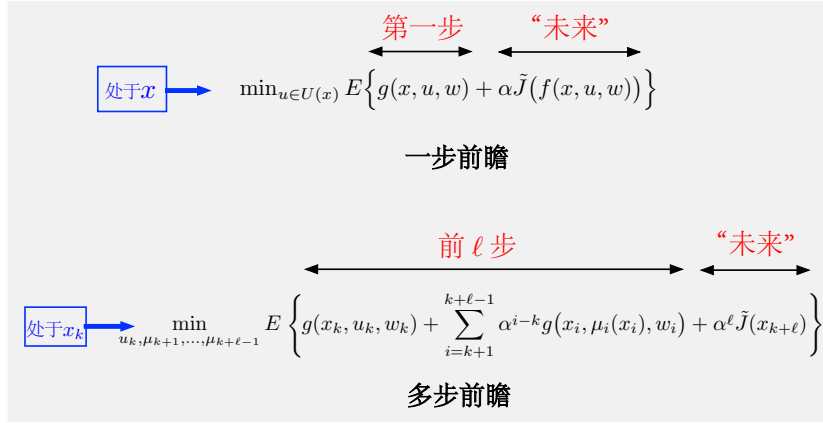 第一步 “未来”
处于x min_{u∈U(x)} E{g(x, u, w) + αJ̃(f(x, u, w))}
一步前瞻
前 ℓ 步 “未来”
处于x_k min_{u_k,μ_{k+1},...,μ_{k+ℓ−1}} E {g(x_k, u_k, w_k) + ∑_{i=k+1}^{k+ℓ−1} α^{i−k} g(x_i, μ_i(x_i), w_i) + α^ℓ J̃(x_{k+ℓ})}
多步前瞻